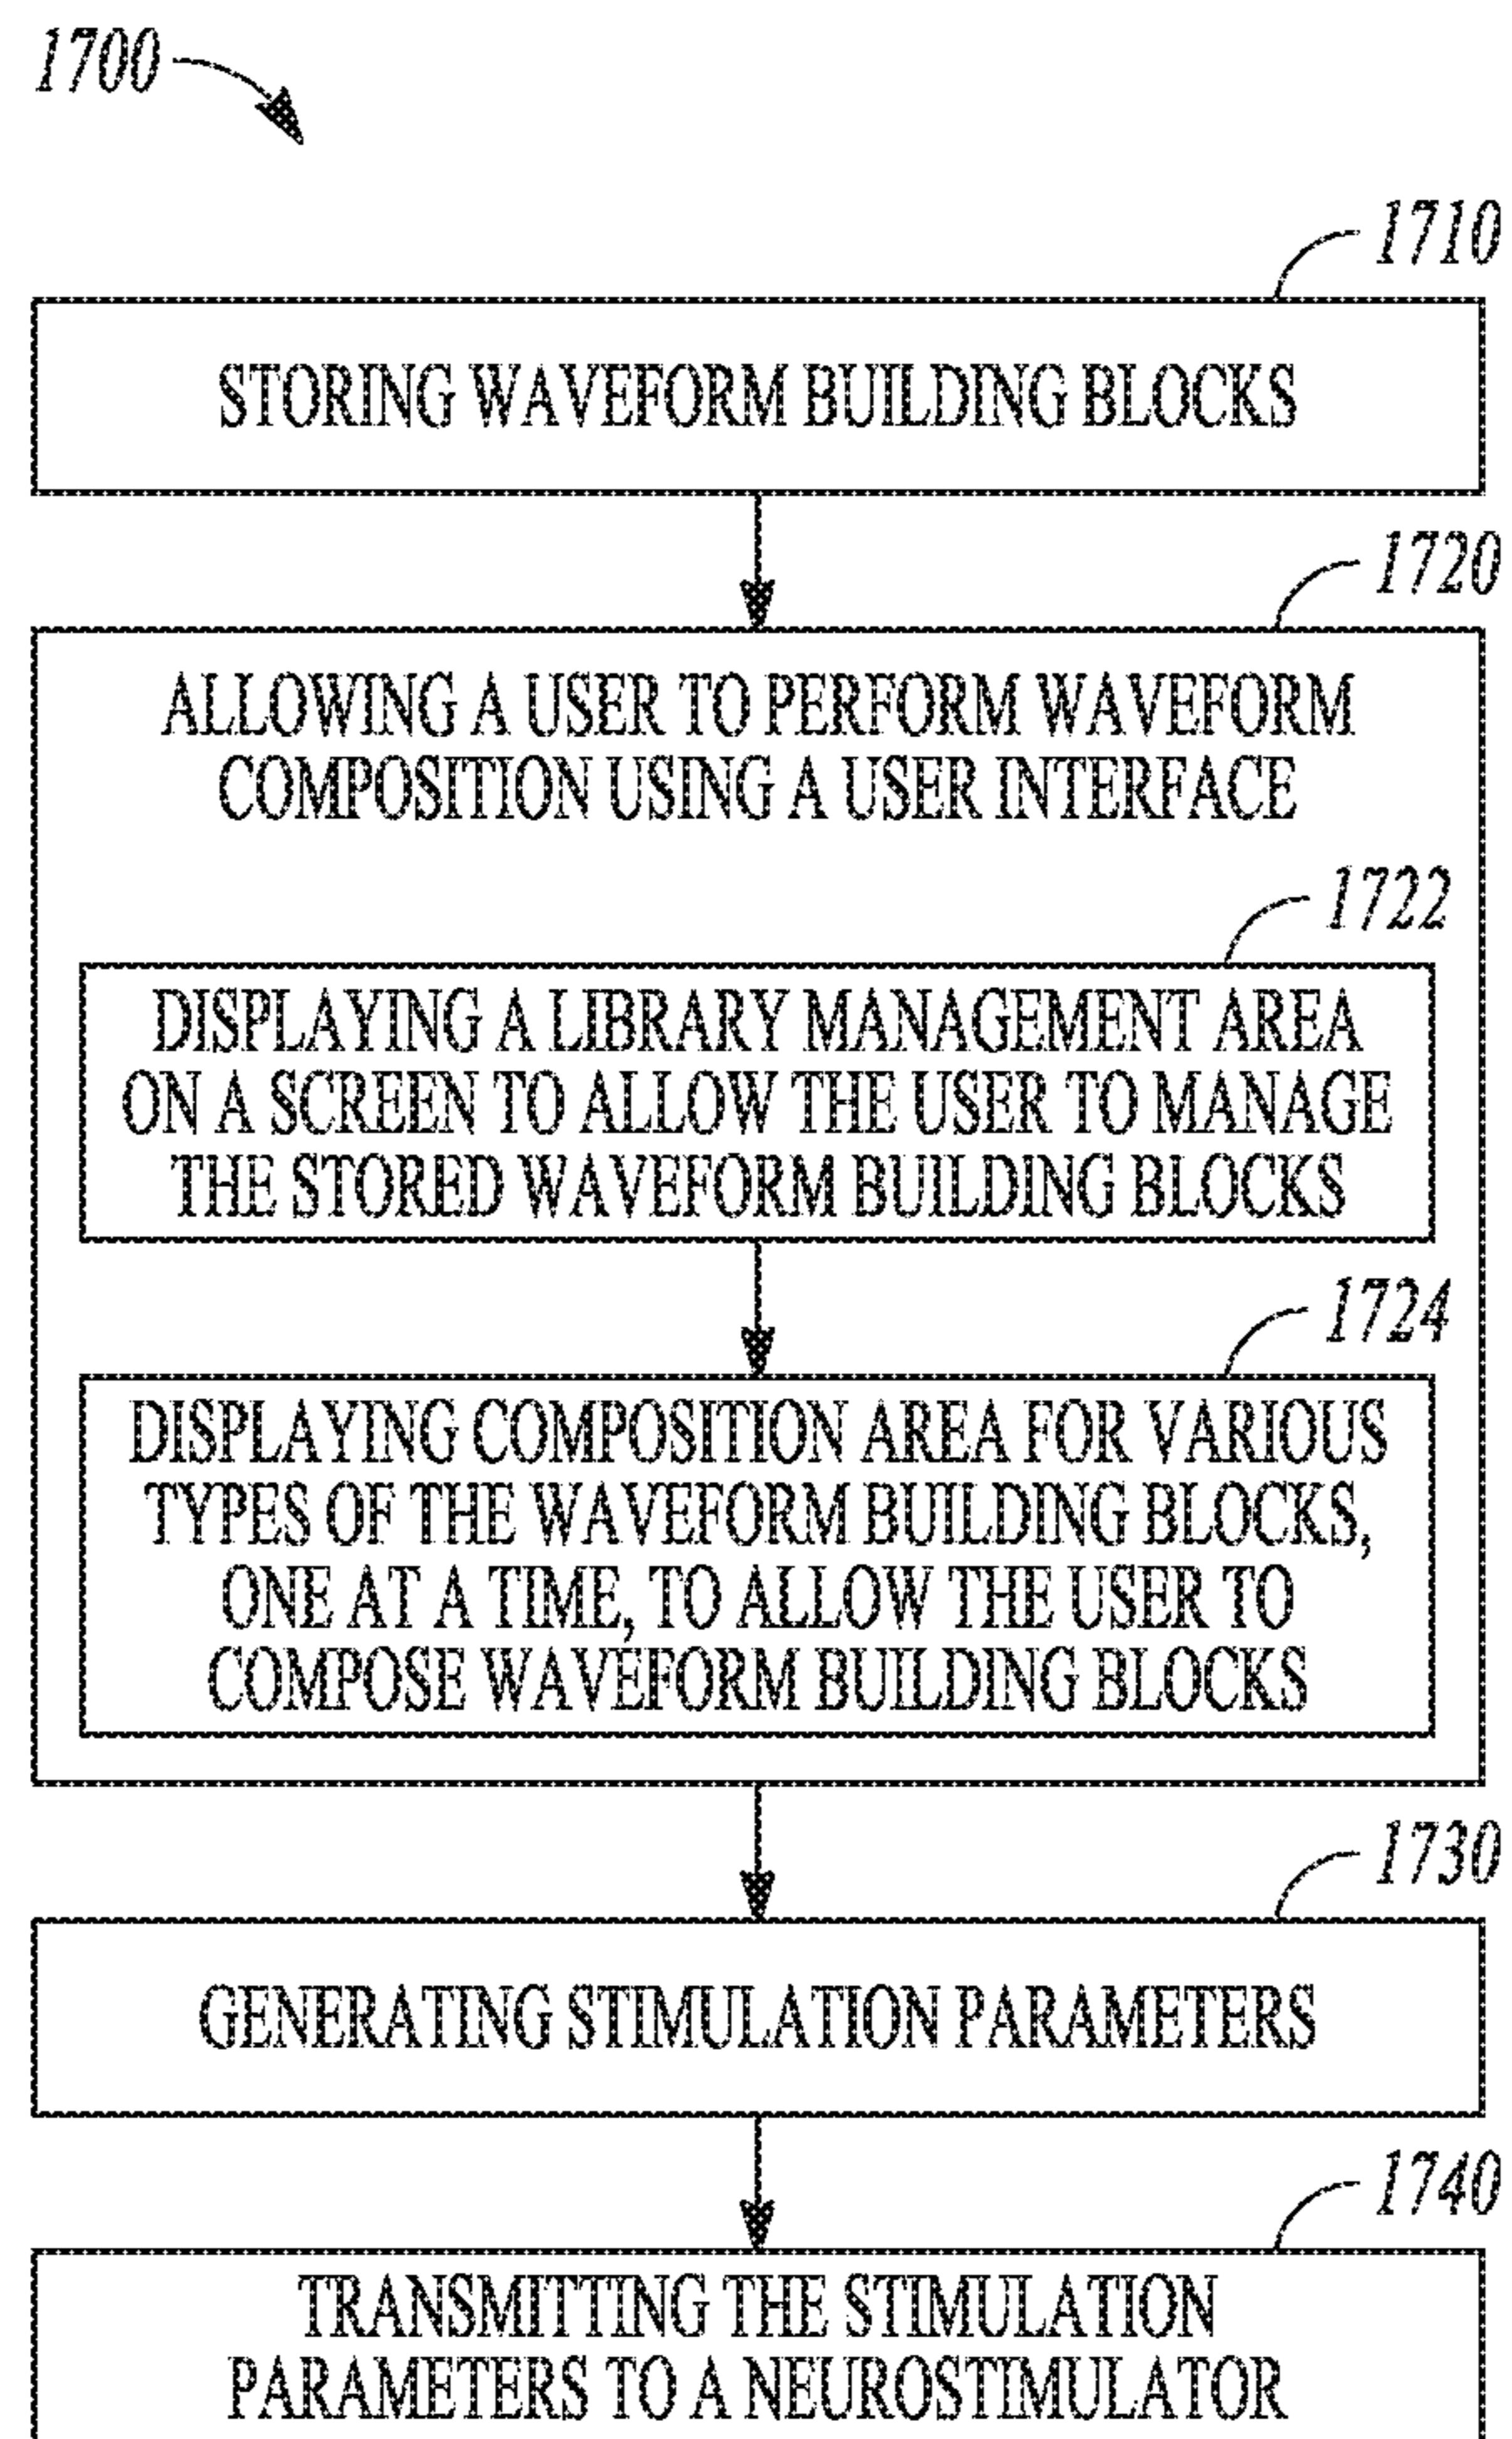 1700
1710
STORING WAVEFORM BUILDING BLOCKS
1720
ALLOWING A USER TO PERFORM WAVEFORM
COMPOSITION USING A USER INTERFACE
1722
DISPLAYING A LIBRARY MANAGEMENT AREA
ON A SCREEN TO ALLOW THE USER TO MANAGE
THE STORED WAVEFORM BUILDING BLOCKS
1724
DISPLAYING COMPOSITION AREA FOR VARIOUS
TYPES OF THE WAVEFORM BUILDING BLOCKS,
ONE AT A TIME, TO ALLOW THE USER TO
COMPOSE WAVEFORM BUILDING BLOCKS
1730
GENERATING STIMULATION PARAMETERS
1740
TRANSMITTING THE STIMULATION
PARAMETERS TO A NEUROSTIMULATOR